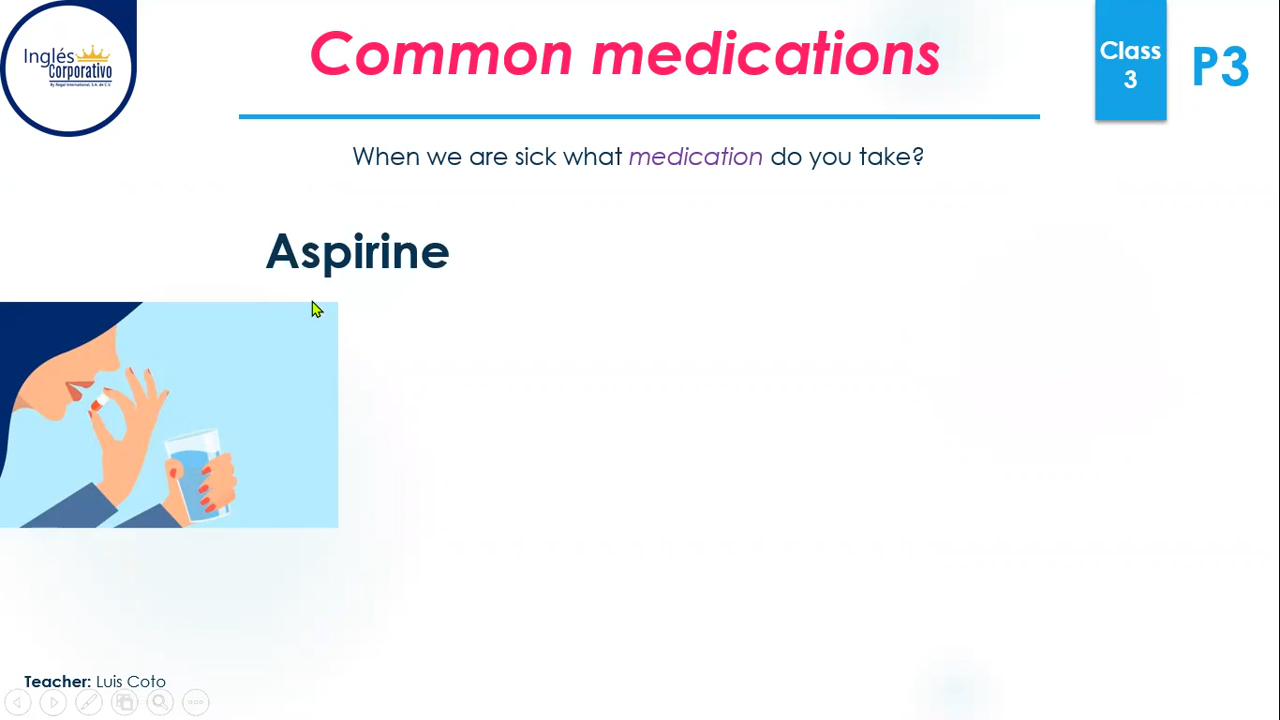 Inglés
Corporativo
By Regal International, S.A. de C.V.
Common medications
Class
3
P3
When we are sick what medication do you take?
Aspirine
Teacher: Luis Coto